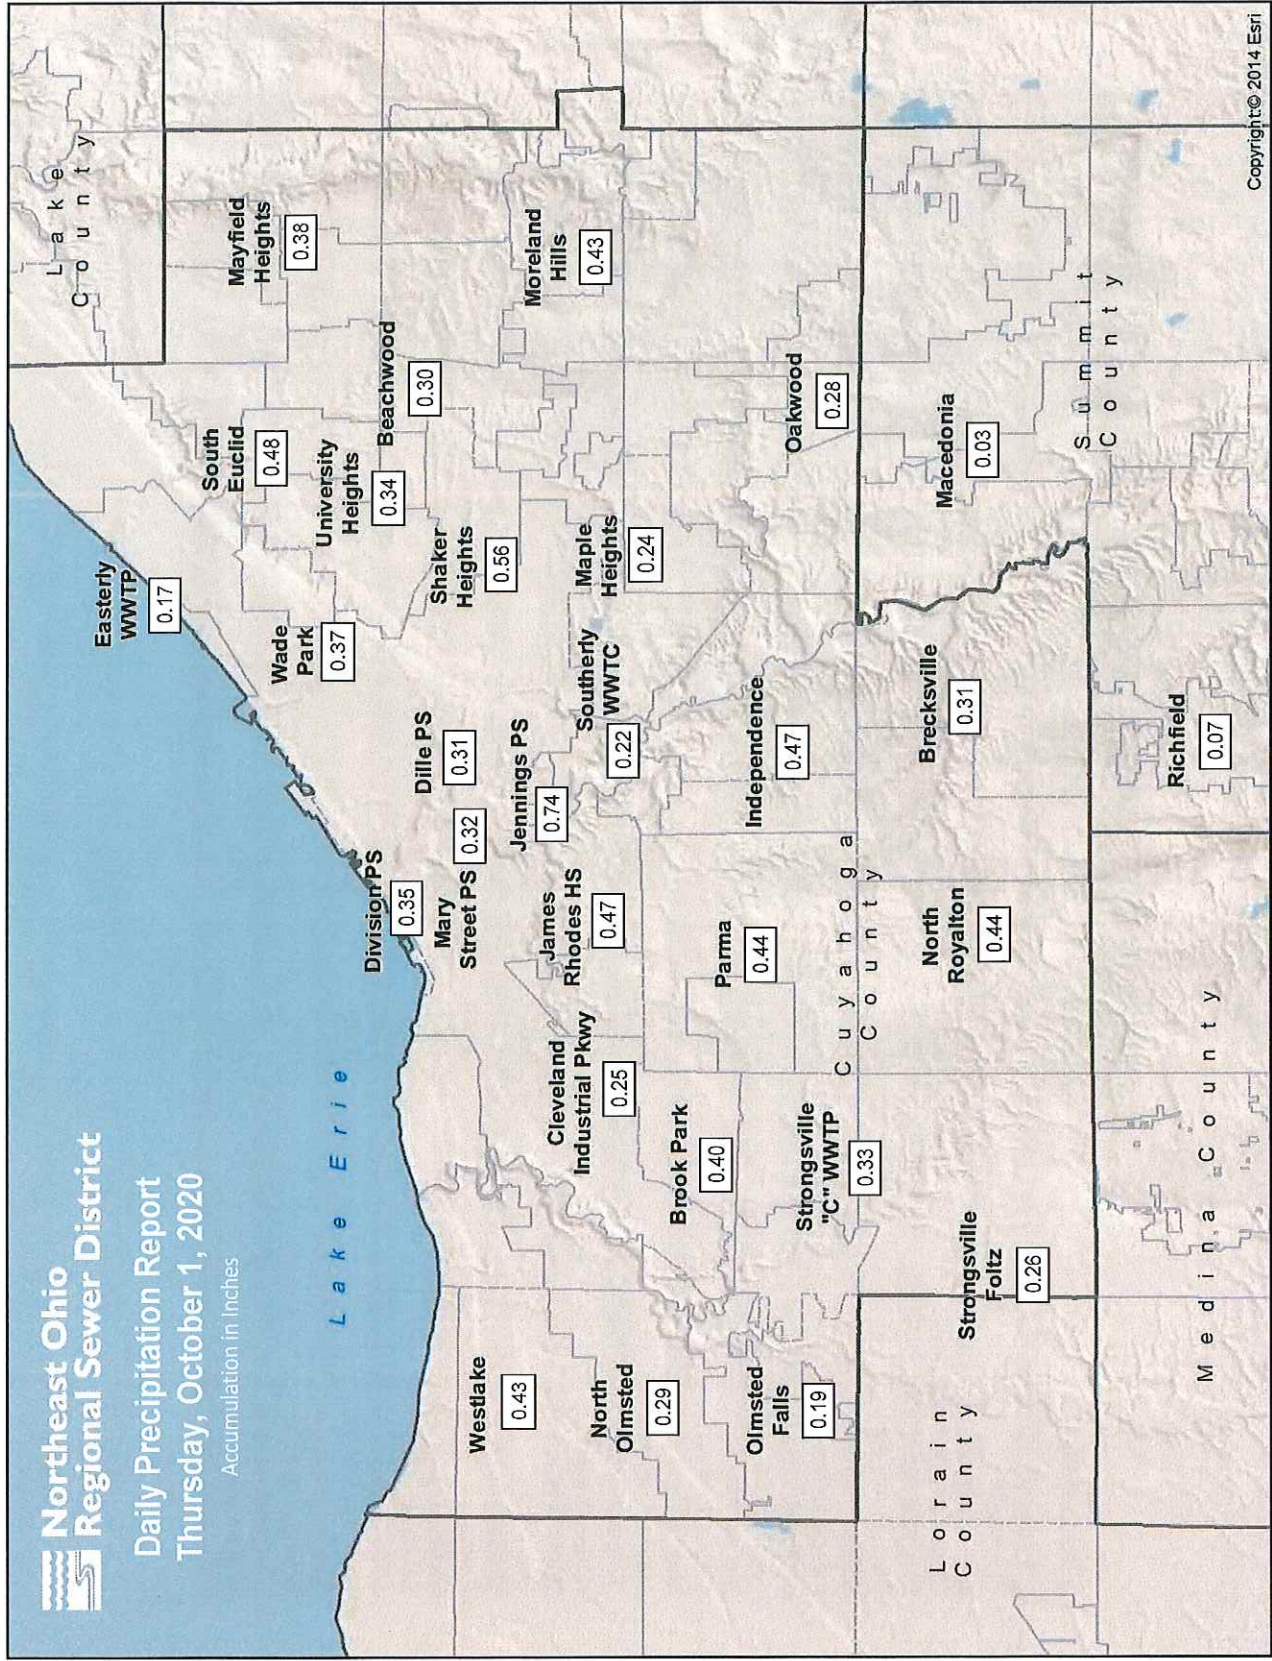 Northeast Ohio
Regional Sewer District
Daily Precipitation Report
Thursday, October 1, 2020
Accumulation in Inches
Lake Erie
Lake
County
Easterly
WWTP
0.17
South
Euclid
0.48
Mayfield
Heights
0.38
Wade
Park
0.37
University
Heights
0.34
Beachwood
0.30
Division PS
0.35
Dille PS
0.31
Mary
Street PS
0.32
Shaker
Heights
0.56
Moreland
Hills
0.43
Westlake
0.43
Jennings PS
0.74
James
Rhodes HS
0.47
Cleveland
Industrial Pkwy
0.25
Southerly
WWTC
0.22
Maple
Heights
0.24
North
Olmsted
0.29
Brook Park
0.40
Parma
0.44
Independence
0.47
Oakwood
0.28
Olmsted
Falls
0.19
Strongsville
"C" WWTP
0.33
Cuyahoga
County
Brecksville
0.31
Macedonia
0.03
North
Royalton
0.44
Strongsville
Foltz
0.26
Lorain
County
Summit
County
Medina County
Richfield
0.07
Copyright:© 2014 Esri